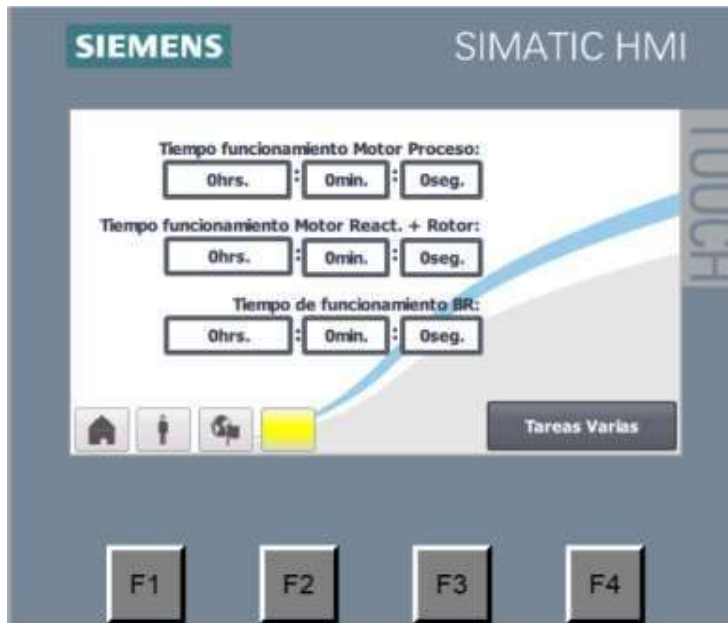 SIEMENS
SIMATIC HMI
TOUCH
Tiempo funcionamiento Motor Proceso:
0hrs. : 0min. : 0seg.
Tiempo funcionamiento Motor React. + Rotor:
0hrs. : 0min. : 0seg.
Tiempo de funcionamiento BR:
0hrs. : 0min. : 0seg.
Tareas Varias
F1 F2 F3 F4